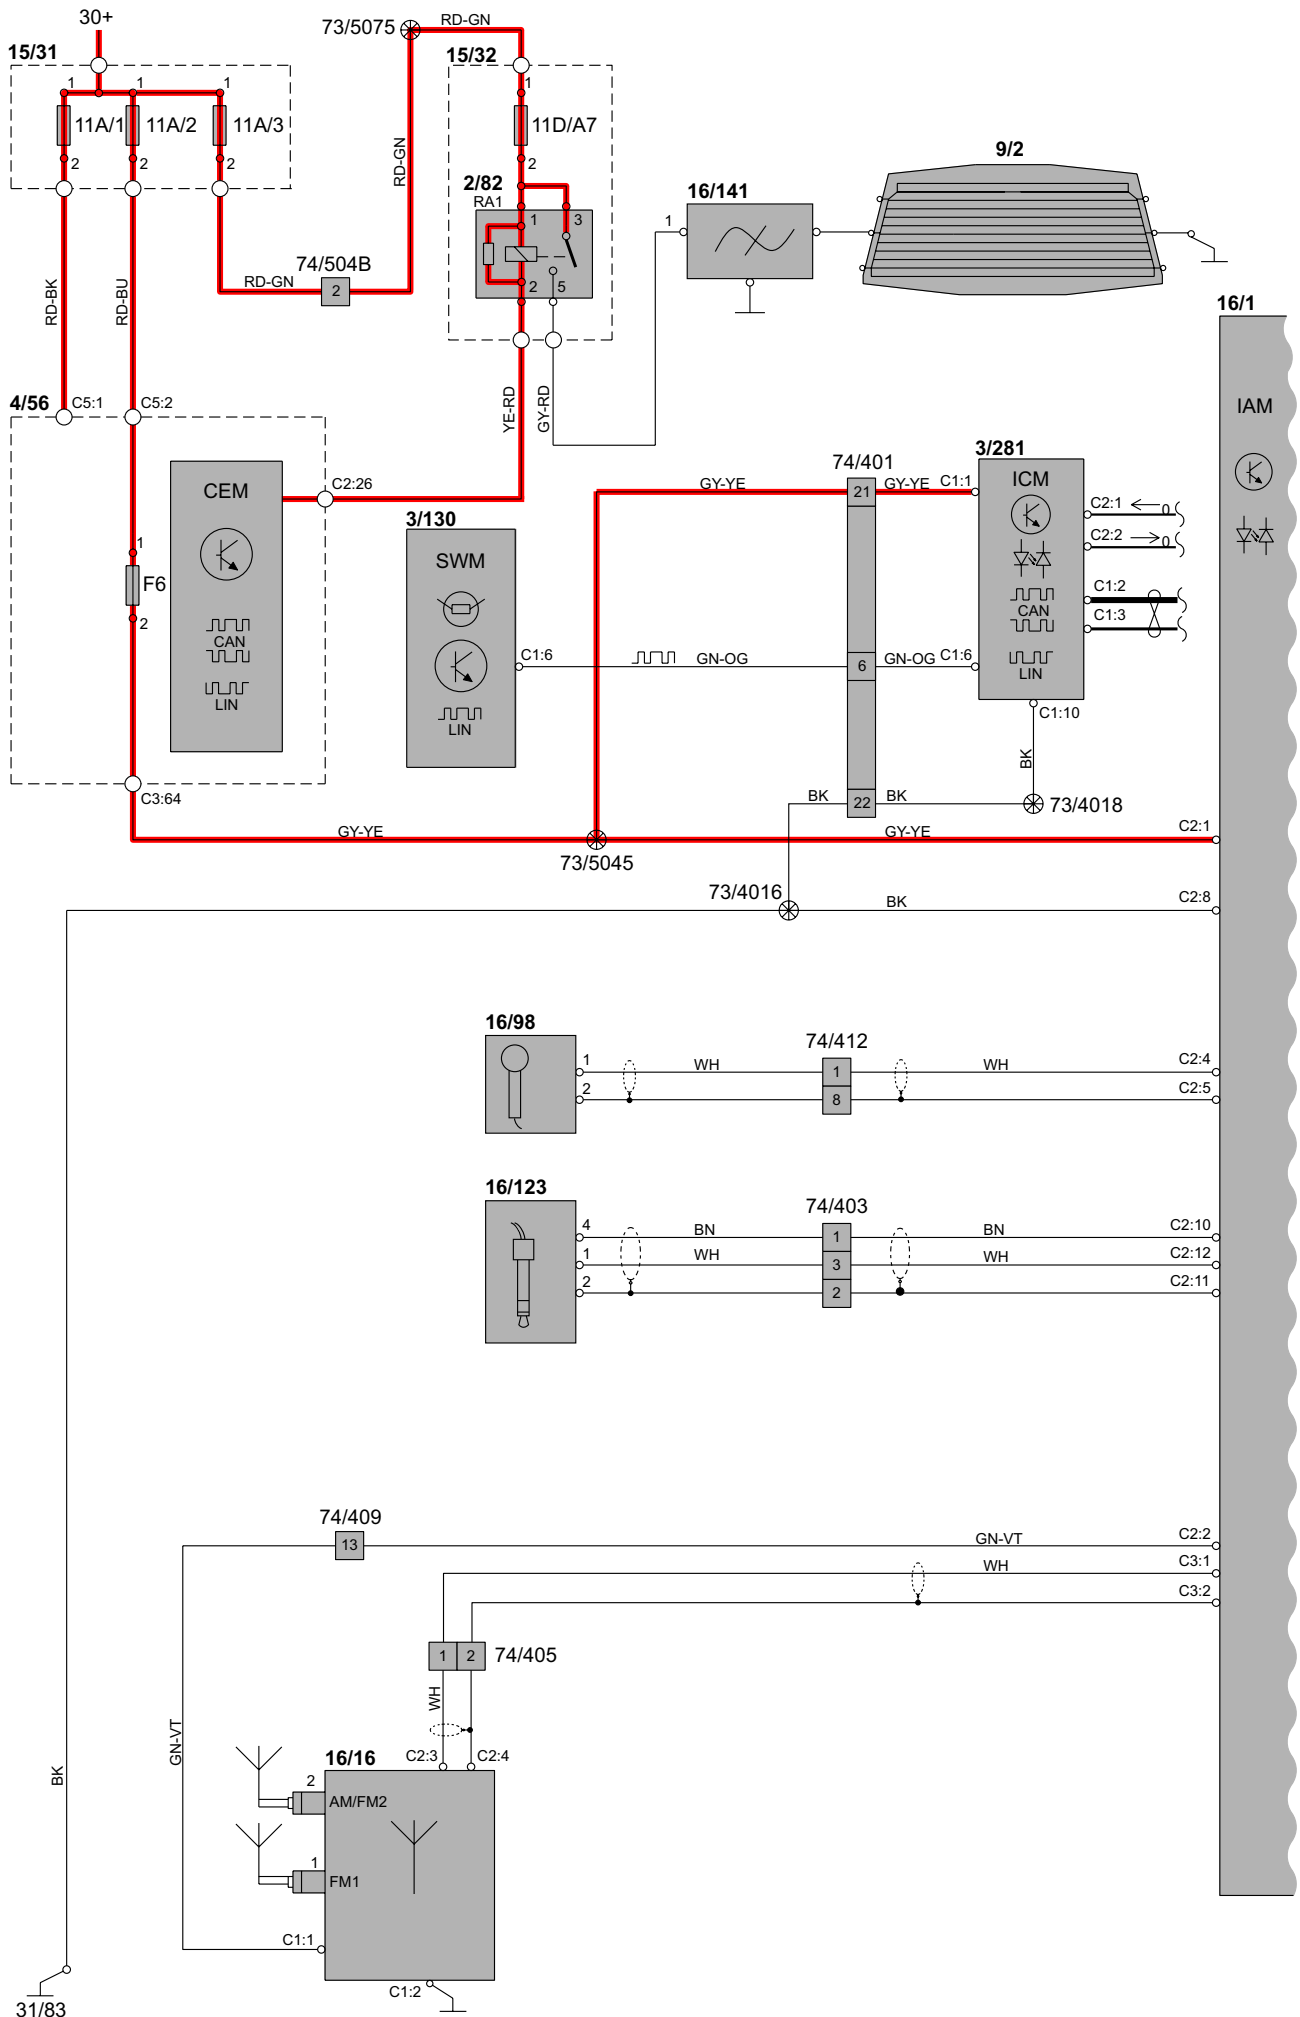 30+
73/5075
RD-GN
15/31
15/32
1 1 1
1
11A/1 11A/2 11A/3
11D/A7
2 2 2
2
RD-GN
9/2
2/82
RA1
1 3
16/141
1
74/504B
RD-GN
2
2 5
RD-BK
RD-BU
16/1
YE-RD
GY-RD
4/56
C5:1
C5:2
IAM
CEM
C2:26
74/401
3/281
GY-YE
21
GY-YE
C1:1
ICM
C2:1
0
C2:2
0
3/130
SWM
1
F6
2
CAN
LIN
C1:2
CAN
C1:3
C1:6
GN-OG
6
GN-OG
C1:6
LIN
LIN
C1:10
BK
C3:64
BK
22
BK
73/4018
GY-YE
GY-YE
C2:1
73/5045
73/4016
BK
C2:8
16/98
74/412
1
WH
1
WH
C2:4
2
8
C2:5
16/123
74/403
4
BN
1
BN
C2:10
1
WH
3
WH
C2:12
2
2
C2:11
74/409
13
GN-VT
C2:2
WH
C3:1
C3:2
1 2
74/405
WH
GN-VT
BK
16/16
C2:3
C2:4
2
AM/FM2
1
FM1
C1:1
C1:2
31/83